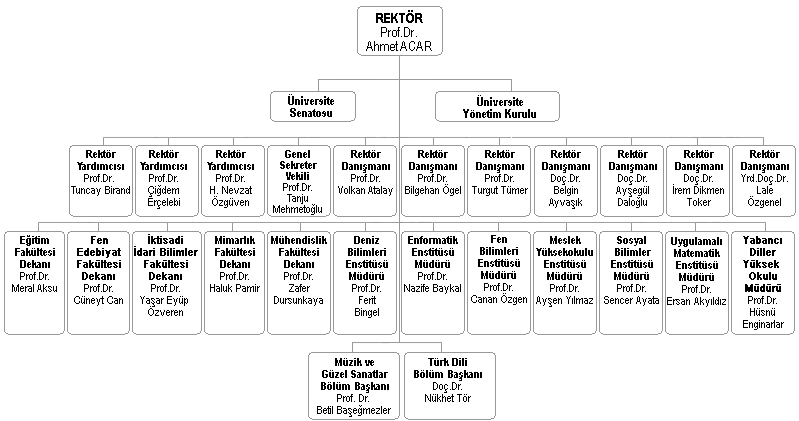 REKTÖR
Prof.Dr.
Ahmet ACAR
Üniversite
Senatosu
Üniversite
Yönetim Kurulu
Rektör
Yardımcısı
Prof.Dr.
Tuncay Birand
Rektör
Yardımcısı
Prof.Dr.
Çiğdem
Erçelebi
Rektör
Yardımcısı
Prof.Dr.
H. Nevzat
Özgüven
Genel
Sekreter
Vekili
Prof.Dr.
Tanju
Mehmetoğlu
Rektör
Danışmanı
Prof.Dr.
Volkan Atalay
Rektör
Danışmanı
Prof.Dr.
Bilgehan Ögel
Rektör
Danışmanı
Prof.Dr.
Turgut Tümer
Rektör
Danışmanı
Doç.Dr.
Belgin
Ayvaşık
Rektör
Danışmanı
Doç.Dr.
Ayşegül
Daloğlu
Rektör
Danışmanı
Doç.Dr.
İrem Dikmen
Toker
Rektör
Danışmanı
Yrd.Doç.Dr.
Lale
Özgenel
Eğitim
Fakültesi
Dekanı
Prof.Dr.
Meral Aksu
Fen
Edebiyat
Fakültesi
Dekanı
Prof.Dr.
Cüneyt Can
İktisadi
İdari Bilimler
Fakültesi
Dekanı
Prof.Dr.
Yaşar Eyüp
Özveren
Mimarlık
Fakültesi
Dekanı
Prof.Dr.
Haluk Pamir
Mühendislik
Fakültesi
Dekanı
Prof.Dr.
Zafer
Dursunkaya
Deniz
Bilimleri
Enstitüsü
Müdürü
Prof.Dr.
Ferit
Bingel
Enformatik
Enstitüsü
Müdürü
Prof.Dr.
Nazife Baykal
Fen
Bilimleri
Enstitüsü
Müdürü
Prof.Dr.
Canan Özgen
Meslek
Yüksekokulu
Enstitüsü
Müdürü
Prof.Dr.
Ayşen Yılmaz
Sosyal
Bilimler
Enstitüsü
Müdürü
Prof.Dr.
Sencer Ayata
Uygulamalı
Matematik
Enstitüsü
Müdürü
Prof.Dr.
Ersan Akyıldız
Yabancı
Diller
Yüksek
Okulu
Müdürü
Prof.Dr.
Hüsnü
Enginarlar
Müzik ve
Güzel Sanatlar
Bölüm Başkanı
Prof. Dr.
Betil Başeğmezler
Türk Dili
Bölüm Başkanı
Doç.Dr.
Nükhet Tör